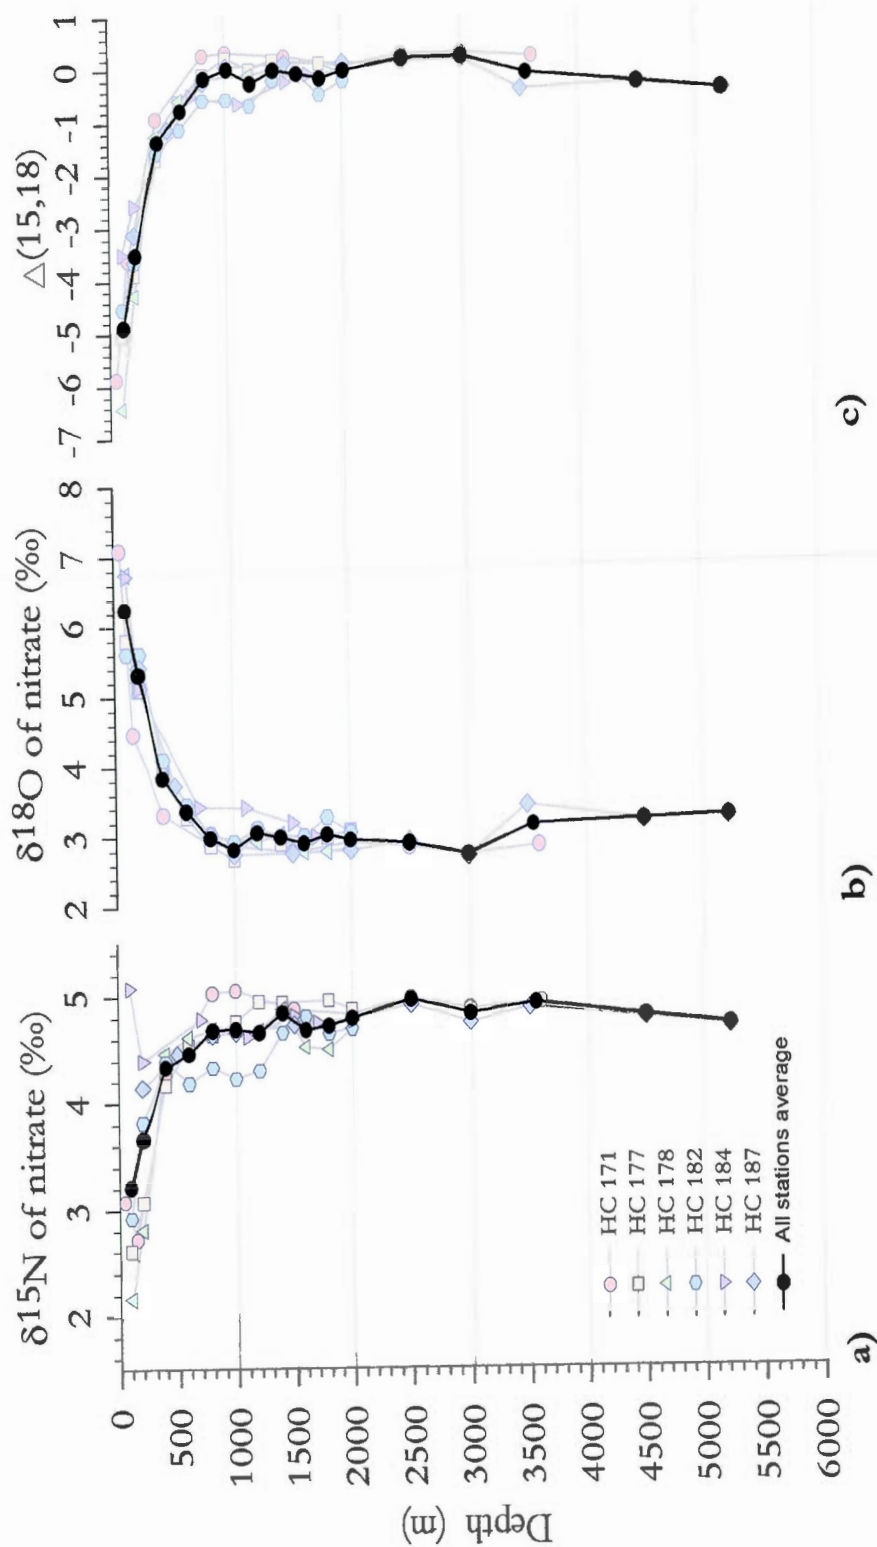 δ15N of nitrate (‰)
2 3 4 5
δ18O of nitrate (‰)
2 3 4 5 6 7 8
△(15,18)
-7 -6 -5 -4 -3 -2 -1 0 1
Depth (m)
0
500
1000
1500
2000
2500
3000
3500
4000
4500
5000
5500
6000
HC 171
HC 177
HC 178
HC 182
HC 184
HC 187
All stations average
a)
b)
c)